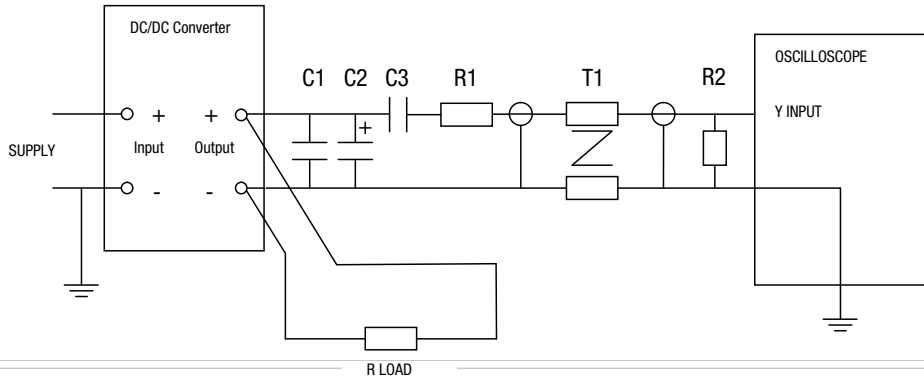 DC/DC Converter
OSCILLOSCOPE
C1 C2 C3 R1 T1 R2
Y INPUT
+ + +
+
SUPPLY
Input Output
- -
R LOAD